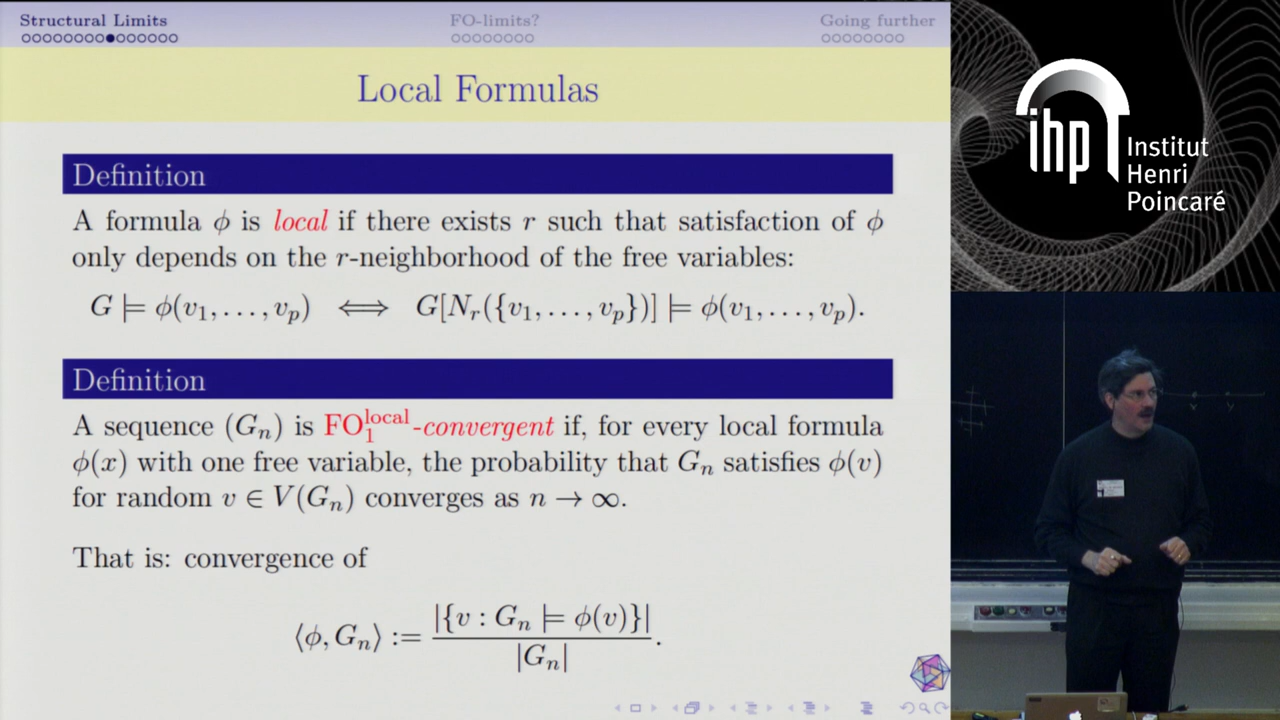 Structural Limits FO-limits? Going further
Local Formulas
Definition
A formula ϕ is local if there exists r such that satisfaction of ϕ
only depends on the r-neighborhood of the free variables:
G ⊨ ϕ(v₁, . . . , vₚ) ⟺ G[Nᵣ({v₁, . . . , vₚ})] ⊨ ϕ(v₁, . . . , vₚ).
Definition
A sequence (Gₙ) is FO₁ˡᵒᶜᵃˡ-convergent if, for every local formula
ϕ(x) with one free variable, the probability that Gₙ satisfies ϕ(v)
for random v ∈ V(Gₙ) converges as n → ∞.
That is: convergence of
⟨ϕ, Gₙ⟩ := |{v : Gₙ ⊨ ϕ(v)}| / |Gₙ| .
ihp
Institut
Henri
Poincaré